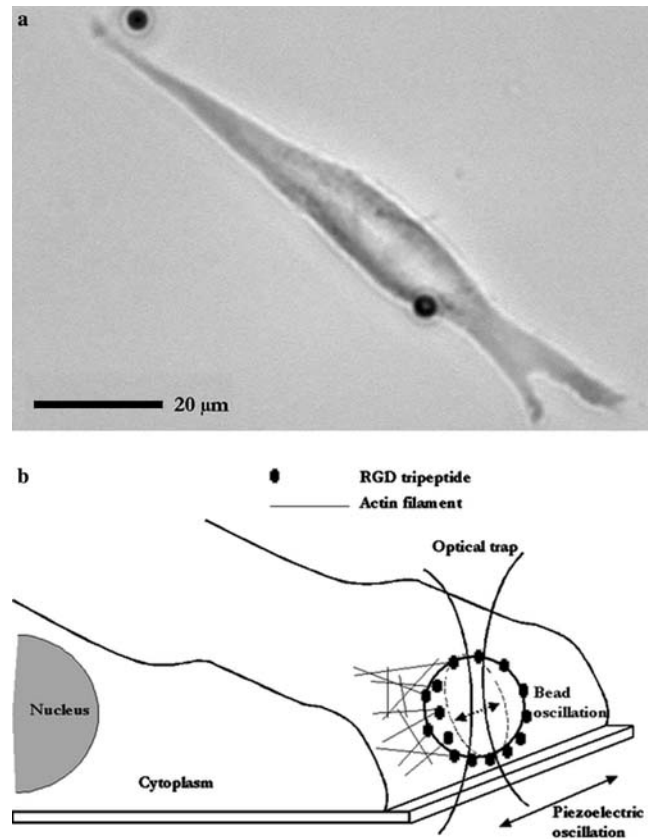 a
20 µm
b
RGD tripeptide
Actin filament
Optical trap
Nucleus
Bead
oscillation
Cytoplasm
Piezoelectric
oscillation